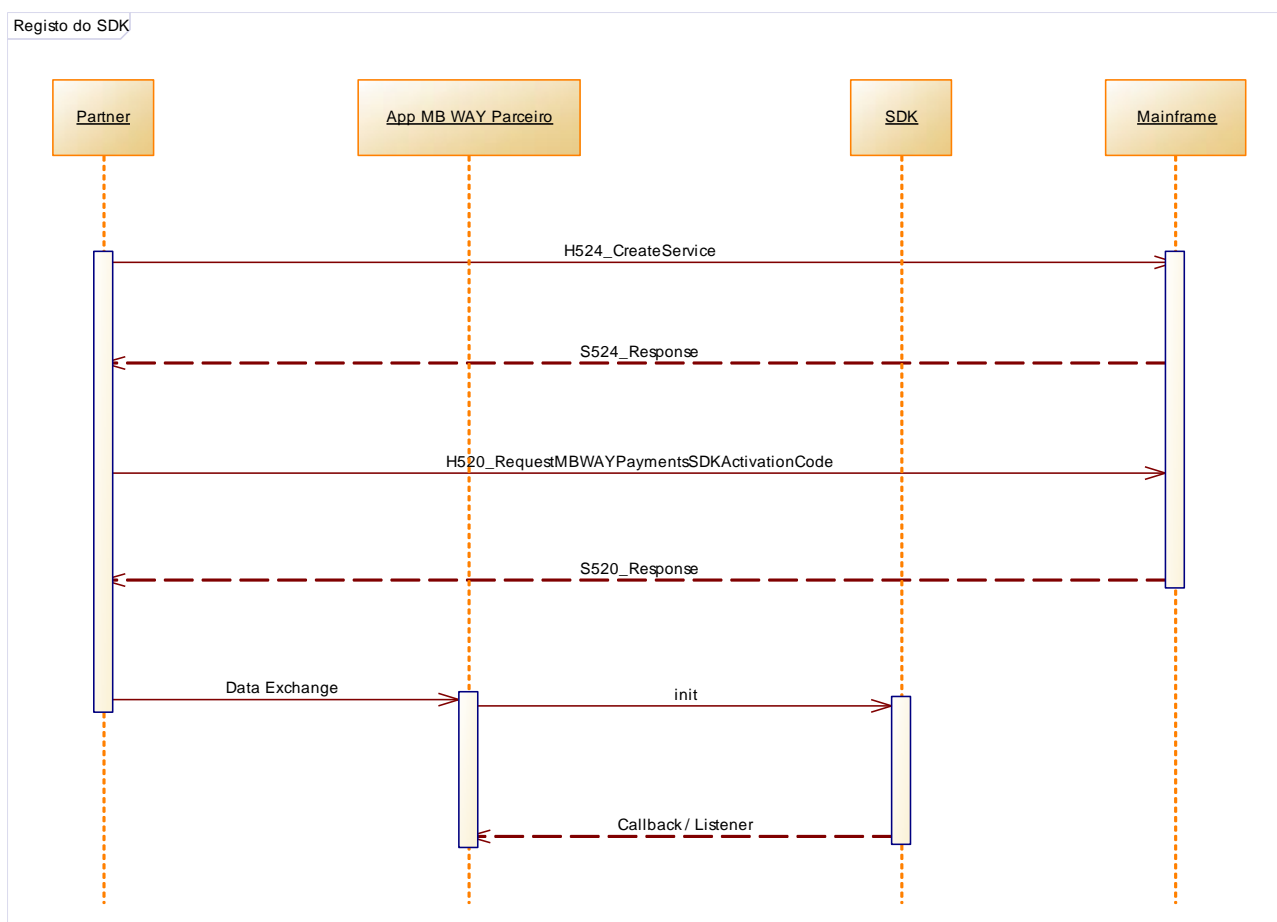 Registo do SDK
Partner
App MB WAY Parceiro
SDK
Mainframe
H524_CreateService
S524_Response
H520_RequestMBWAYPaymentsSDKActivationCode
S520_Response
Data Exchange
init
Callback / Listener